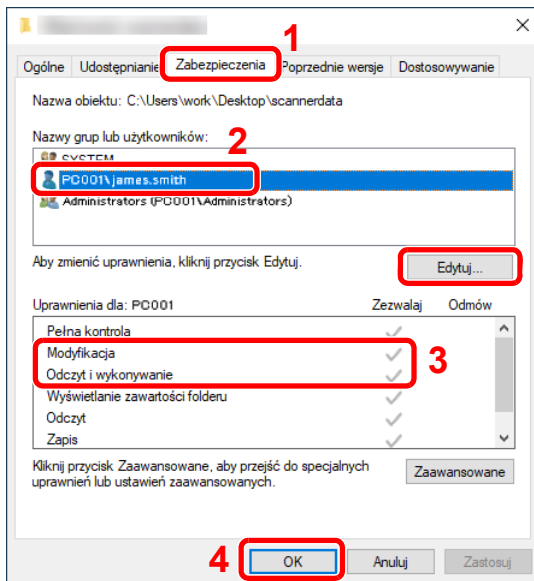 1
Ogólne Udostępnianie Zabezpieczenia Poprzednie wersje Dostosowywanie
Nazwa obiektu: C:\Users\work\Desktop\scannerdata
Nazwy grup lub użytkowników:
2
SYSTEM
PC001\james.smith
Administrators (PC001\Administrators)
Aby zmienić uprawnienia, kliknij przycisk Edytuj.
Edytuj...
Uprawnienia dla: PC001 Zezwalaj Odmów
Pełna kontrola
Modyfikacja
3
Odczyt i wykonywanie
Wyświetlanie zawartości folderu
Odczyt
Zapis
Kliknij przycisk Zaawansowane, aby przejść do specjalnych
uprawnień lub ustawień zaawansowanych.
Zaawansowane
4
OK Anuluj Zastosuj